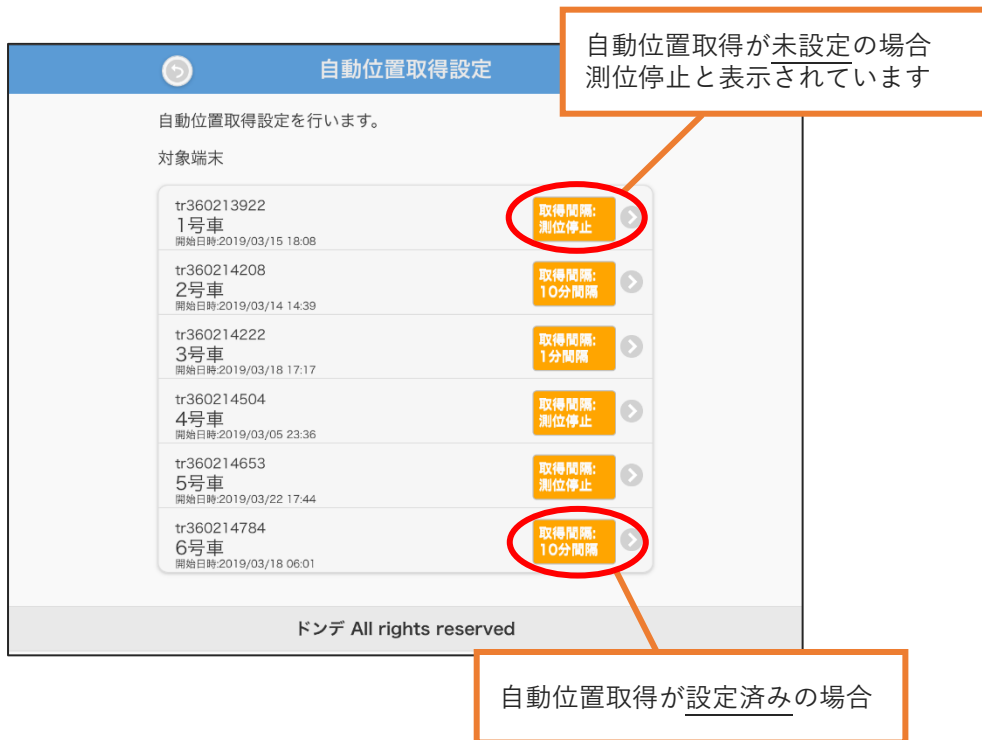 自動位置取得が未設定の場合
測位停止と表示されています
自動位置取得設定
自動位置取得設定を行います。
対象端末
tr360213922
1号車
開始日時:2019/03/15 18:08
取得間隔:
測位停止
tr360214208
2号車
開始日時:2019/03/14 14:39
取得間隔:
10分間隔
tr360214222
3号車
開始日時:2019/03/18 17:17
取得間隔:
1分間隔
tr360214504
4号車
開始日時:2019/03/05 23:36
取得間隔:
測位停止
tr360214653
5号車
開始日時:2019/03/22 17:44
取得間隔:
測位停止
tr360214784
6号車
開始日時:2019/03/18 06:01
取得間隔:
10分間隔
ドンデ All rights reserved
自動位置取得が設定済みの場合